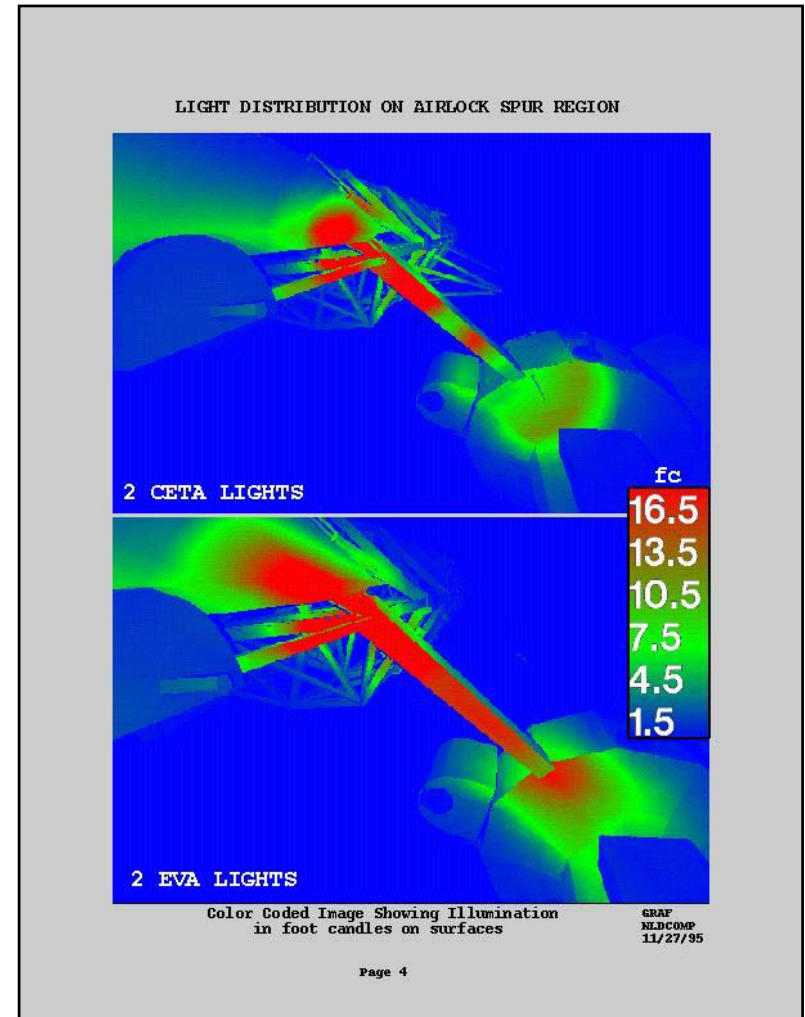 LIGHT DISTRIBUTION ON AIRLOCK SPUR REGION
2 CETA LIGHTS
fc
16.5
13.5
10.5
7.5
4.5
1.5
2 EVA LIGHTS
Color Coded Image Showing Illumination
in foot candles on surfaces
GRAF
NLDCOMP
11/27/95
Page 4